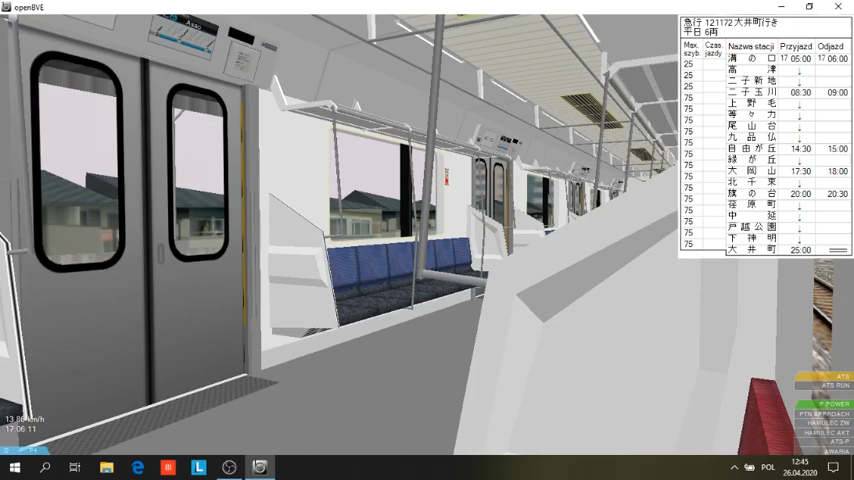 openBVE
Asao
急行 121172 大井町行き
平日 6両
Max. szyb. Czas. jazdy Nazwa stacji Przyjazd Odjazd
溝の口 17 05:00 17 06:00
25 高津 ↓
25 二子新地 ↓
25 二子玉川 08:30 09:00
75 上野毛 ↓
75 等々力 ↓
75 尾山台 ↓
75 九品仏 ↓
75 自由が丘 14:30 15:00
75 緑が丘 ↓
75 大岡山 17:30 18:00
75 北千束 ↓
75 旗の台 20:00 20:30
75 荏原町 ↓
75 中延 ↓
75 戸越公園 ↓
75 下神明 ↓
75 大井町 25:00 ══
ATS
ATS RUN
P POWER
PTN APPROACH
HAMULEC ZW
HAMULEC AKT
ATS-P
AWARIA
17:06:11
D P4
POL
12:45
26.04.2020